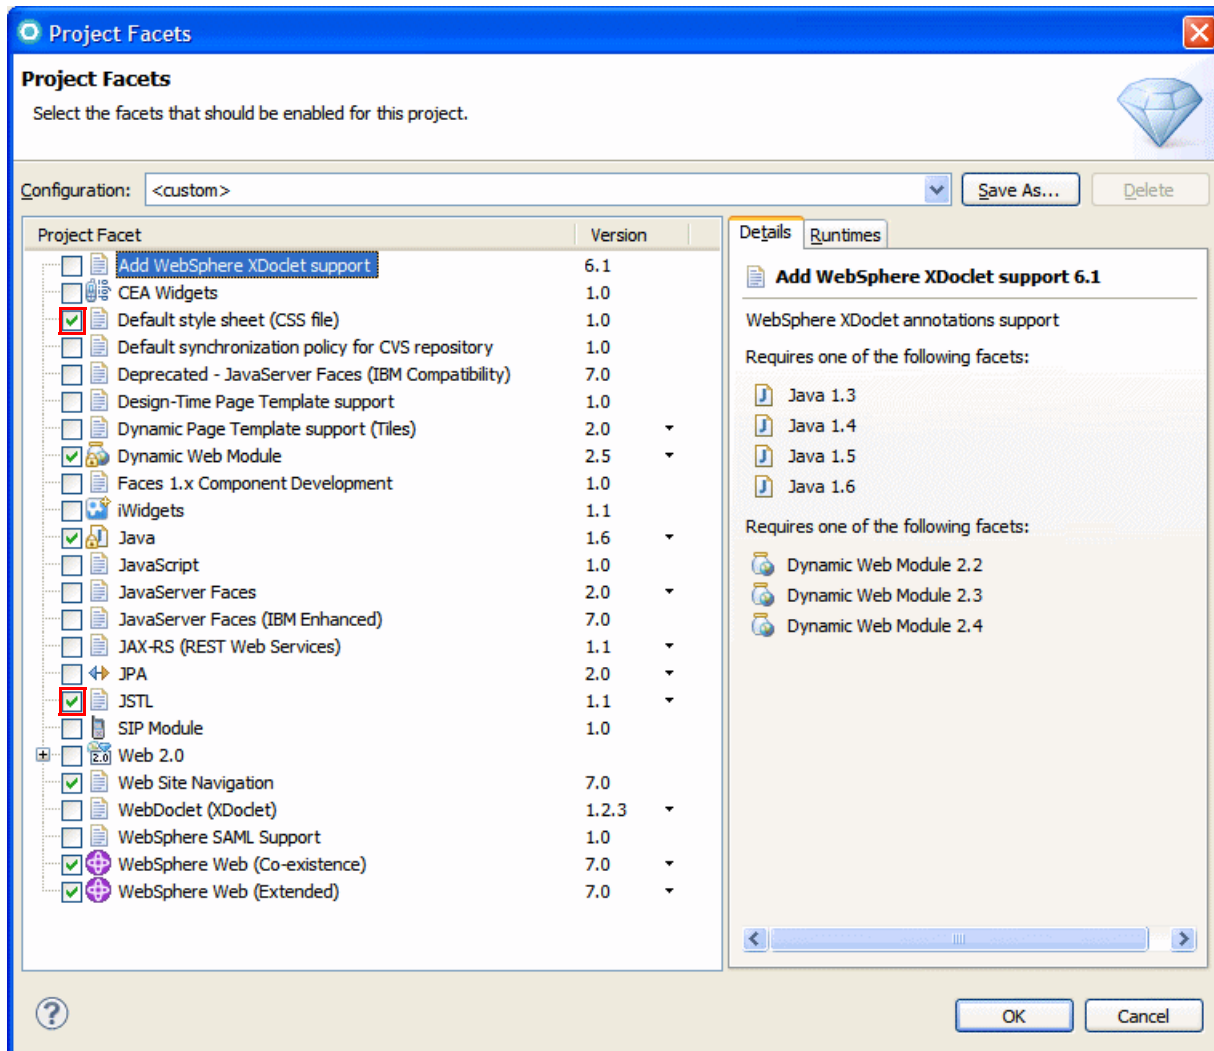 Project Facets
Project Facets
Select the facets that should be enabled for this project.
Configuration: <custom> Save As... Delete
Project Facet Version
Add WebSphere XDoclet support 6.1
CEA Widgets 1.0
Default style sheet (CSS file) 1.0
Default synchronization policy for CVS repository 1.0
Deprecated - JavaServer Faces (IBM Compatibility) 7.0
Design-Time Page Template support 1.0
Dynamic Page Template support (Tiles) 2.0
Dynamic Web Module 2.5
Faces 1.x Component Development 1.0
iWidgets 1.1
Java 1.6
JavaScript 1.0
JavaServer Faces 2.0
JavaServer Faces (IBM Enhanced) 7.0
JAX-RS (REST Web Services) 1.1
JPA 2.0
JSTL 1.1
SIP Module 1.0
2.0 Web 2.0
Web Site Navigation 7.0
WebDoclet (XDoclet) 1.2.3
WebSphere SAML Support 1.0
WebSphere Web (Co-existence) 7.0
WebSphere Web (Extended) 7.0
Details Runtimes
Add WebSphere XDoclet support 6.1
WebSphere XDoclet annotations support
Requires one of the following facets:
Java 1.3
Java 1.4
Java 1.5
Java 1.6
Requires one of the following facets:
Dynamic Web Module 2.2
Dynamic Web Module 2.3
Dynamic Web Module 2.4
? OK Cancel